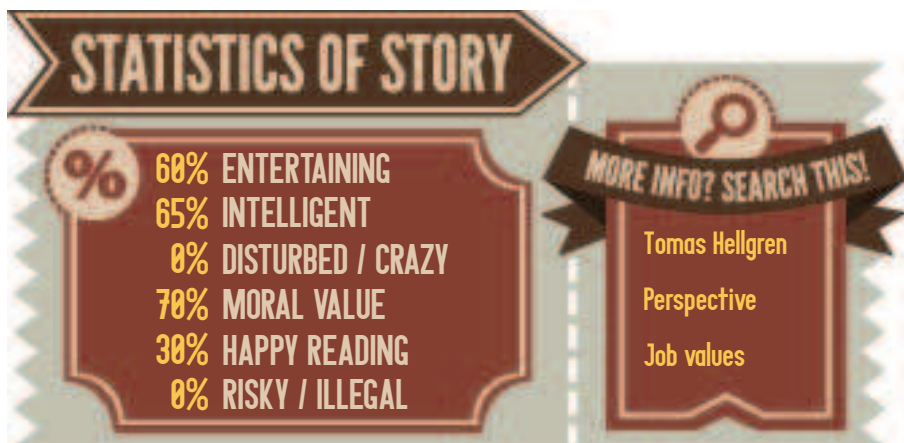 STATISTICS OF STORY
%
60% ENTERTAINING
65% INTELLIGENT
0% DISTURBED / CRAZY
70% MORAL VALUE
30% HAPPY READING
0% RISKY / ILLEGAL
MORE INFO? SEARCH THIS!
Tomas Hellgren
Perspective
Job values